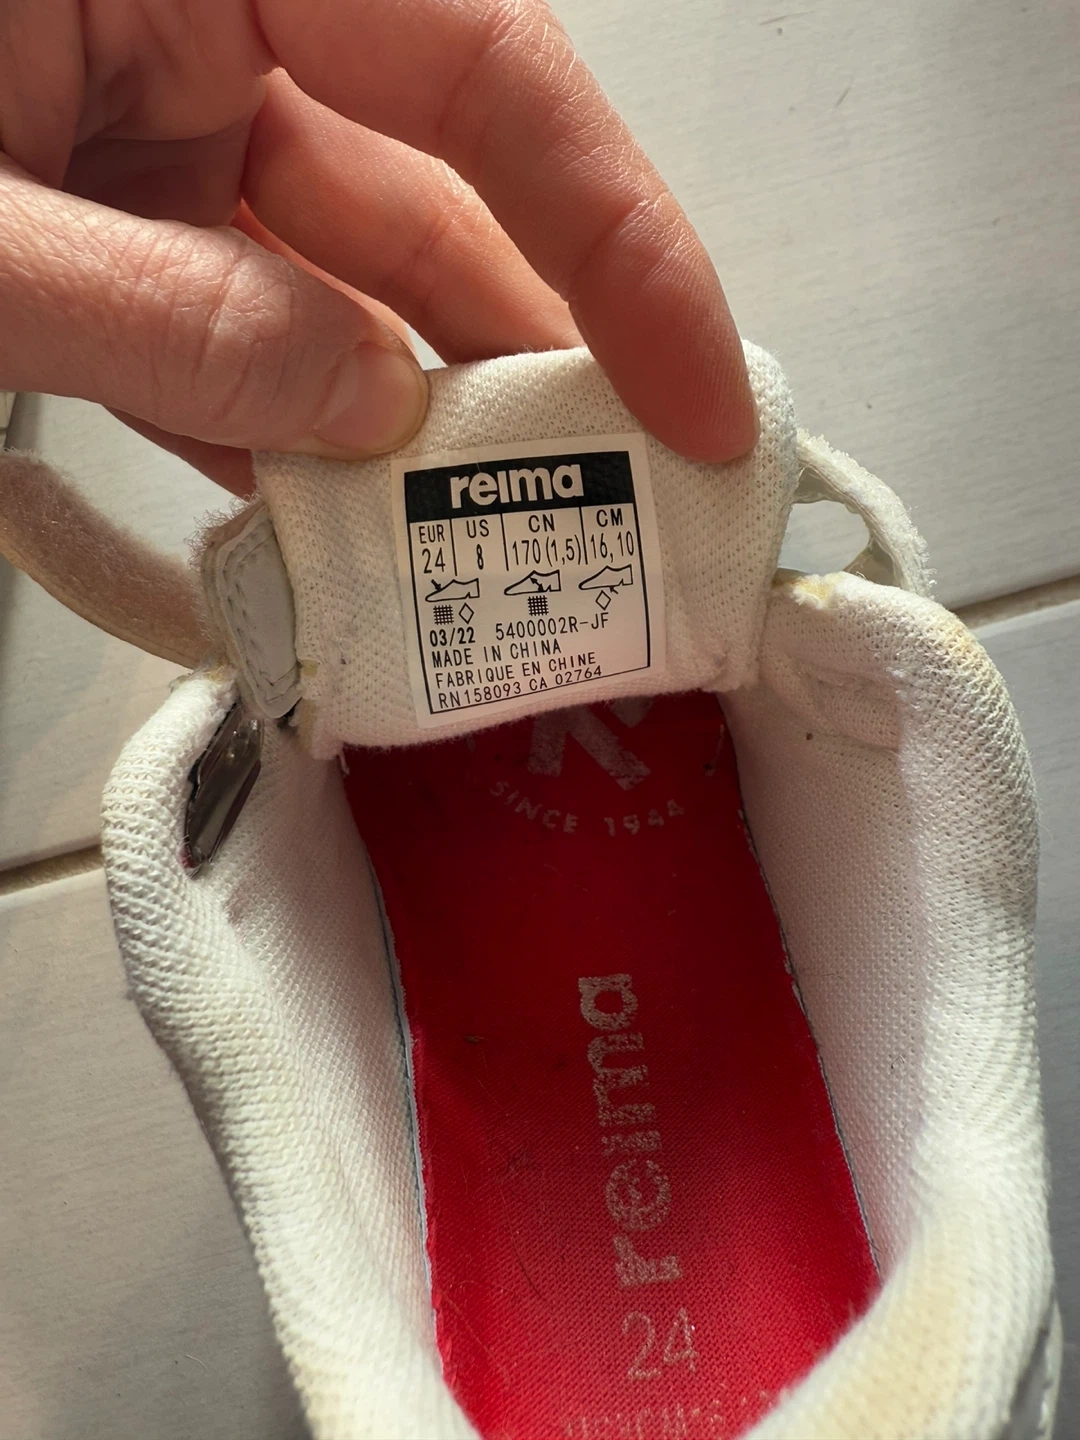 reima
EUR US CN CM
24 8 170(1,5) 16,10
03/22 5400002R-JF
MADE IN CHINA
FABRIQUE EN CHINE
RN158093 CA 02764
SINCE 1944
reima
24